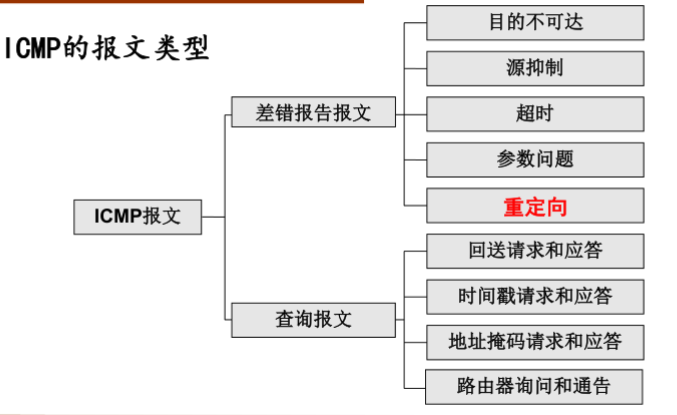 ICMP的报文类型
目的不可达
源抑制
差错报告报文
超时
参数问题
重定向
ICMP报文
回送请求和应答
时间戳请求和应答
查询报文
地址掩码请求和应答
路由器询问和通告